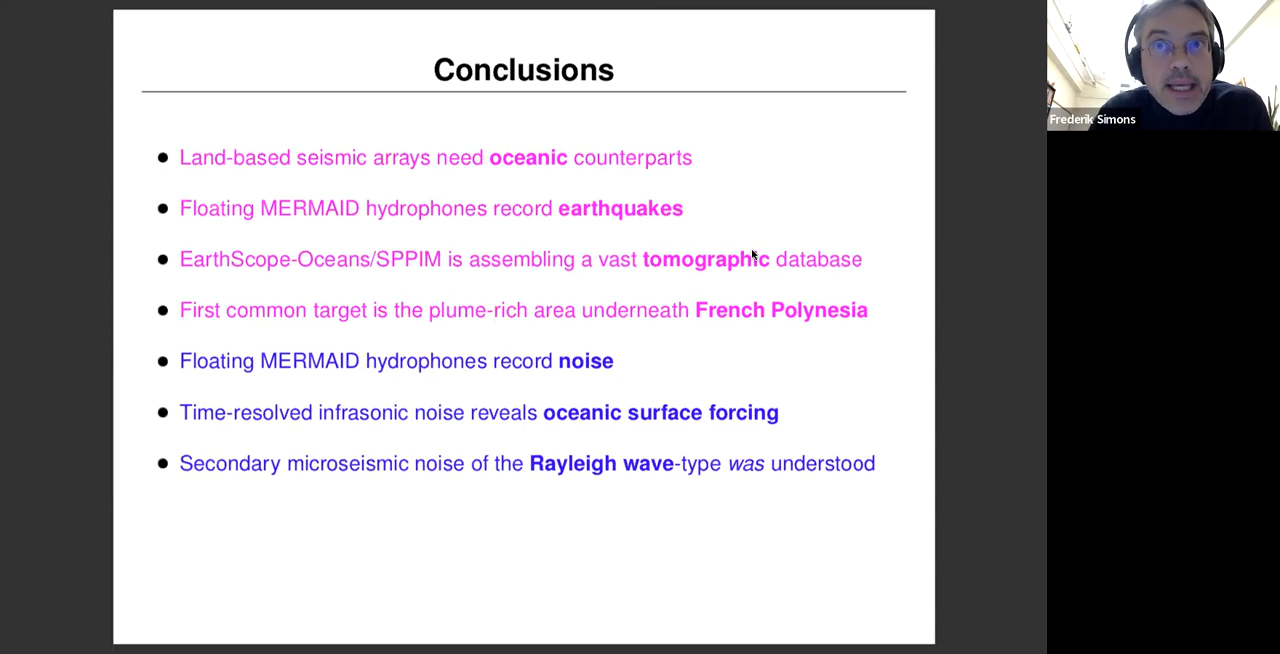 Conclusions
Land-based seismic arrays need oceanic counterparts
Floating MERMAID hydrophones record earthquakes
EarthScope-Oceans/SPPIM is assembling a vast tomographic database
First common target is the plume-rich area underneath French Polynesia
Floating MERMAID hydrophones record noise
Time-resolved infrasonic noise reveals oceanic surface forcing
Secondary microseismic noise of the Rayleigh wave-type was understood
Frederik Simons